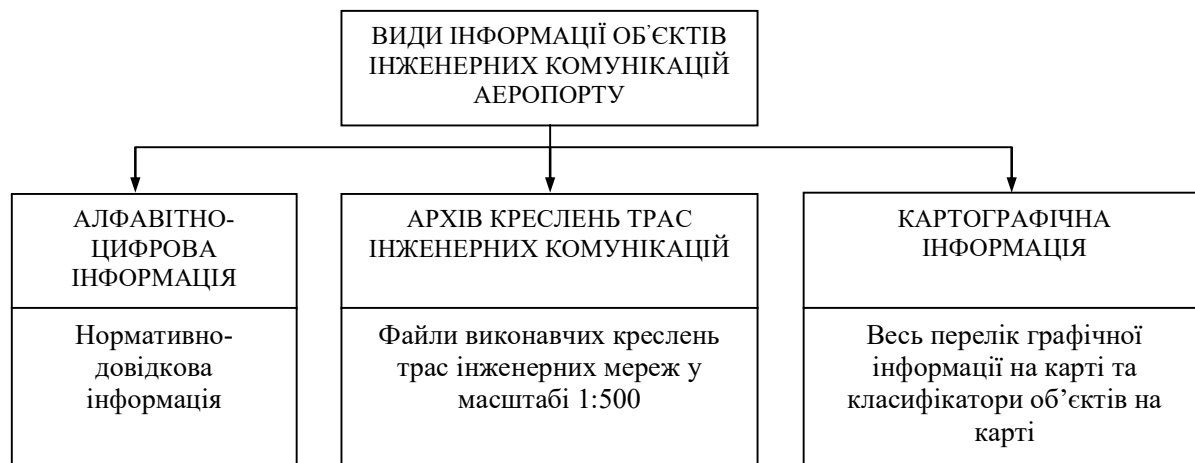 ВИДИ ІНФОРМАЦІЇ ОБ’ЄКТІВ
ІНЖЕНЕРНИХ КОМУНІКАЦІЙ
АЕРОПОРТУ
АЛФАВІТНО-
ЦИФРОВА
ІНФОРМАЦІЯ
Нормативно-
довідкова
інформація
АРХІВ КРЕСЛЕНЬ ТРАС
ІНЖЕНЕРНИХ КОМУНІКАЦІЙ
Файли виконавчих креслень
трас інженерних мереж у
масштабі 1:500
КАРТОГРАФІЧНА
ІНФОРМАЦІЯ
Весь перелік графічної
інформації на карті та
класифікатори об’єктів на
карті